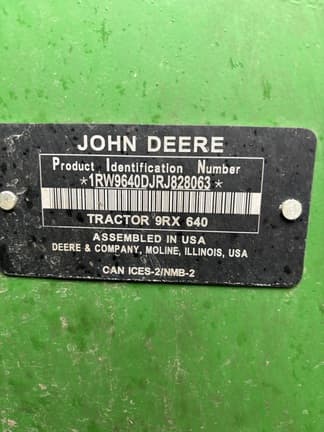 JOHN DEERE
Product Identification Number
*1RW9640DJRJ828063*
TRACTOR 9RX 640
ASSEMBLED IN USA
DEERE & COMPANY, MOLINE, ILLINOIS, USA
CAN ICES-2/NMB-2